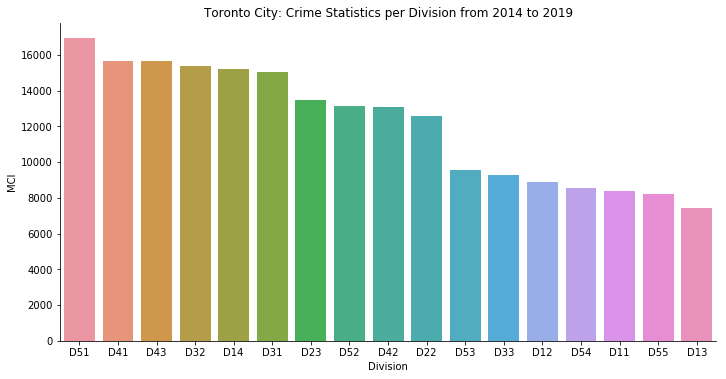 Toronto City: Crime Statistics per Division from 2014 to 2019
MCI
16000
14000
12000
10000
8000
6000
4000
2000
0
D51 D41 D43 D32 D14 D31 D23 D52 D42 D22 D53 D33 D12 D54 D11 D55 D13
Division